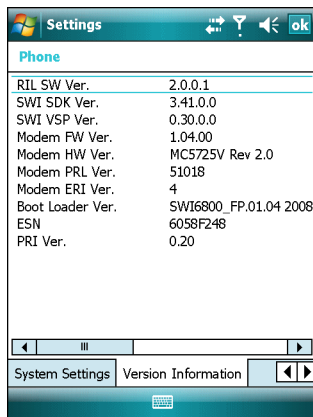 Settings ok
Phone
RIL SW Ver. 2.0.0.1
SWI SDK Ver. 3.41.0.0
SWI VSP Ver. 0.30.0.0
Modem FW Ver. 1.04.00
Modem HW Ver. MC5725V Rev 2.0
Modem PRL Ver. 51018
Modem ERI Ver. 4
Boot Loader Ver. SWI6800_FP.01.04 2008
ESN 6058F248
PRI Ver. 0.20
System Settings Version Information